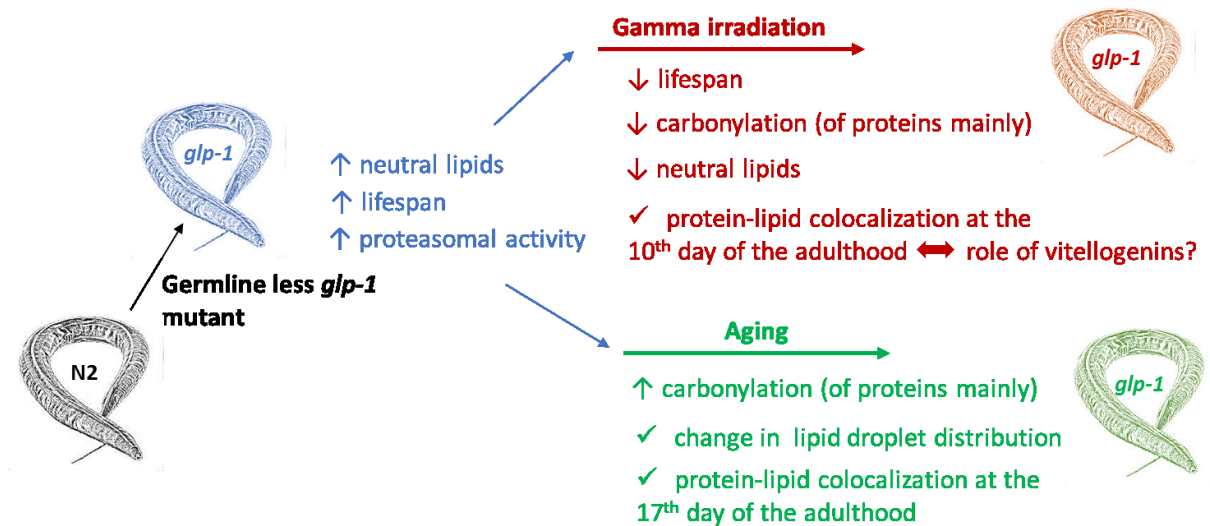 N2
Germline less glp-1
mutant
glp-1
↑ neutral lipids
↑ lifespan
↑ proteasomal activity
Gamma irradiation
↓ lifespan
↓ carbonylation (of proteins mainly)
↓ neutral lipids
✓ protein-lipid colocalization at the
10th day of the adulthood ⬌ role of vitellogenins?
glp-1
Aging
↑ carbonylation (of proteins mainly)
✓ change in lipid droplet distribution
✓ protein-lipid colocalization at the
17th day of the adulthood
glp-1